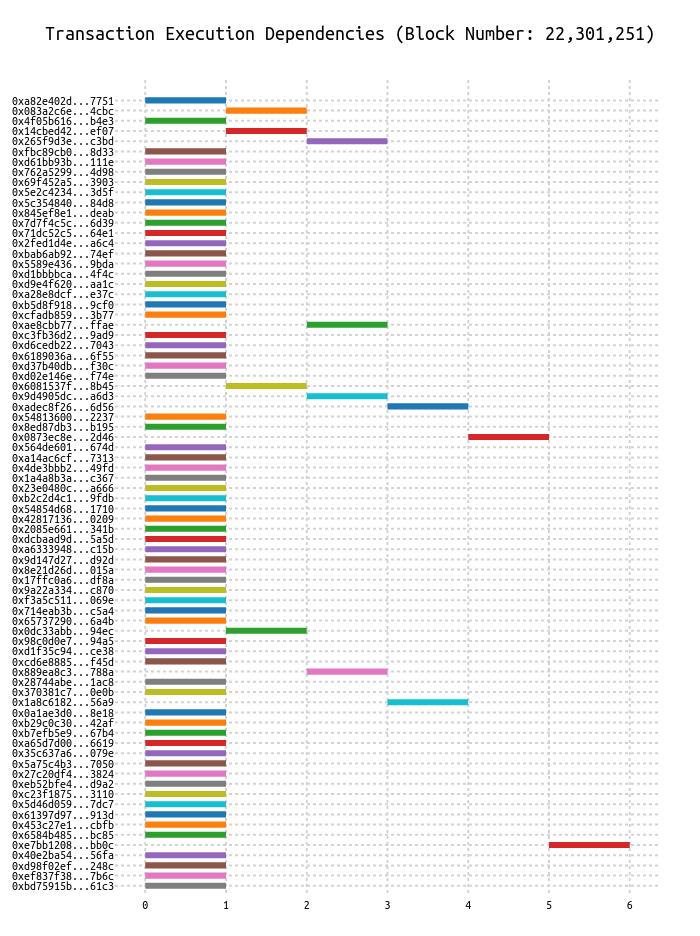 Transaction Execution Dependencies (Block Number: 22,301,251)
0xa82e402d...7751
0x083a2c6e...4cbc
0x4f05b616...b4e3
0x14cbed42...ef07
0x265f9d3e...c3bd
0xfbc89cb0...8d33
0xd61bb93b...111e
0x762a5299...4d98
0x69f452a5...3903
0x5e2c4234...3d5f
0x5c354840...84d8
0x845ef8e1...deab
0x7d7f4c5c...6d39
0x71dc52c5...64e1
0x2fed1d4e...a6c4
0xbab6ab92...74ef
0x5589e436...9bda
0xd1bbbbca...4f4c
0xd9e4f620...aa1c
0xa28e8dcf...e37c
0xb5d8f918...9cf0
0xcfadb859...3b77
0xae8cbb77...ffae
0xc3fb36d2...9ad9
0xd6cedb22...7043
0x6189036a...6f55
0xd37b40db...f30c
0xd02e146e...f74e
0x6081537f...8b45
0x9d4905dc...a6d3
0xadec8f26...6d56
0x54813600...2237
0x8ed87db3...b195
0x0873ec8e...2d46
0x564de601...674d
0xa14ac6cf...7313
0x4de3bbb2...49fd
0x1a4a8b3a...c367
0x23e0480c...a666
0xb2c2d4c1...9fdb
0x54854d68...1710
0x42817136...0209
0x2085e661...341b
0xdcbaad9d...5a5d
0xa6333948...c15b
0x9d147d27...d92d
0x8e21d26d...015a
0x17ffc0a6...df8a
0x9a22a334...c870
0xf3a5c511...069e
0x714eab3b...c5a4
0x65737290...6a4b
0x0dc33abb...94ec
0x98c0d0e7...94a5
0xd1f35c94...ce38
0xcd6e8885...f45d
0x889ea8c3...788a
0x28744abe...1ac8
0x370381c7...0e0b
0x1a8c6182...56a9
0x0a1ae3d0...8e18
0xb29c0c30...42af
0xb7efb5e9...67b4
0xa65d7d00...6619
0x35c637a6...079e
0x5a75c4b3...7050
0x27c20df4...3824
0xeb52bfe4...d9a2
0xc23f1875...3110
0x5d46d059...7dc7
0x61397d97...913d
0x453c27e1...cbfb
0x6584b485...bc85
0xe7bb1208...bb0c
0x40e2ba54...56fa
0xd98f02ef...248c
0xef837f38...7b6c
0xbd75915b...61c3
0 1 2 3 4 5 6